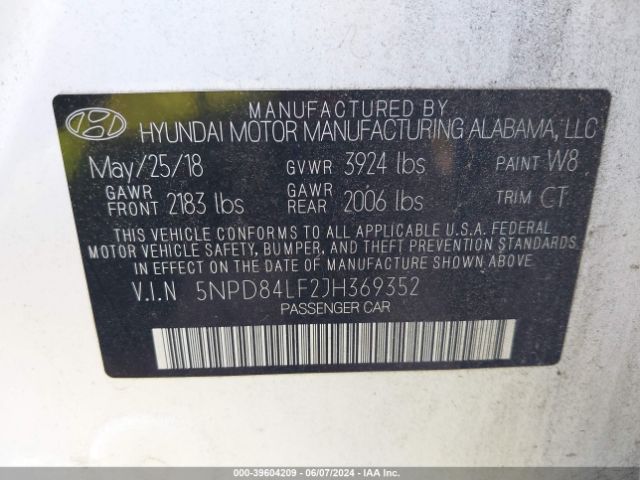 MANUFACTURED BY
HYUNDAI MOTOR MANUFACTURING ALABAMA, LLC
May/25/18 GVWR 3924 lbs PAINT W8
GAWR FRONT 2183 lbs GAWR REAR 2006 lbs TRIM CT
THIS VEHICLE CONFORMS TO ALL APPLICABLE U.S.A. FEDERAL
MOTOR VEHICLE SAFETY, BUMPER, AND THEFT PREVENTION STANDARDS
IN EFFECT ON THE DATE OF MANUFACTURE SHOWN ABOVE.
V.I.N 5NPD84LF2JH369352
PASSENGER CAR
000-39604209 - 06/07/2024 - IAA Inc.